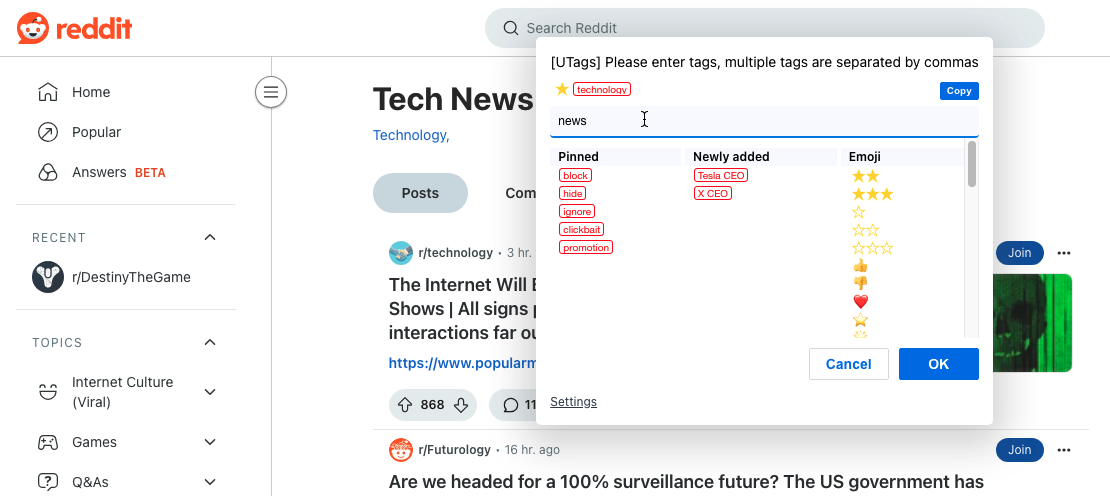 reddit
Search Reddit
Home
Popular
Answers BETA
RECENT
r/DestinyTheGame
TOPICS
Internet Culture
(Viral)
Games
Q&As
Tech News
Technology,
Posts
Com
r/technology • 3 hr.
Join
The Internet Will
Shows | All signs
interactions far
https://www.popularm
868
11
r/Futurology • 16 hr. ago
Join
Are we headed for a 100% surveillance future? The US government has
[UTags] Please enter tags, multiple tags are separated by commas
technology
Copy
news
Pinned
block
hide
ignore
clickbait
promotion
Newly added
Tesla CEO
X CEO
Emoji
Cancel
OK
Settings